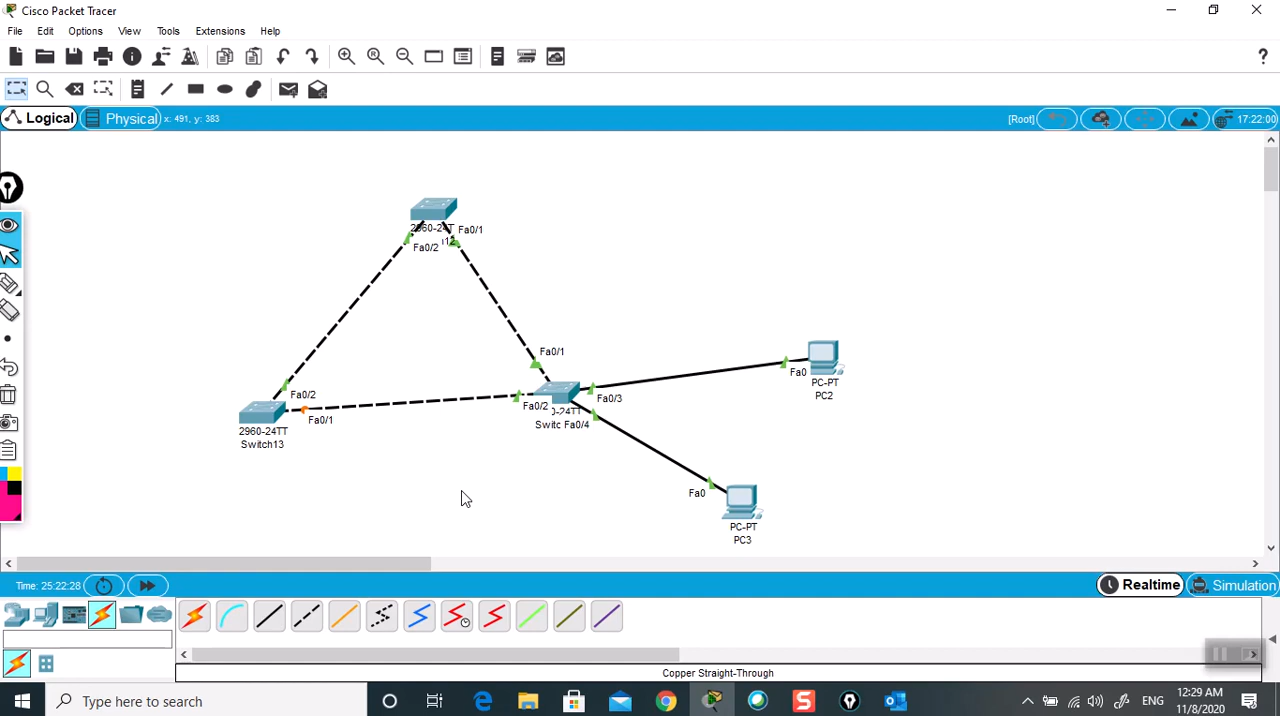 Cisco Packet Tracer
File Edit Options View Tools Extensions Help
Logical Physical x: 491, y: 383 [Root] 17:22:00
Fa0/1
Fa0/2
Fa0/1
Fa0
PC-PT
PC2
Fa0/2
Fa0/1
2960-24TT
Switch13
Fa0/2
Fa0/3
Fa0/4
Fa0
PC-PT
PC3
Time: 25:22:28 Realtime Simulation
Copper Straight-Through
Type here to search
ENG
12:29 AM
11/8/2020